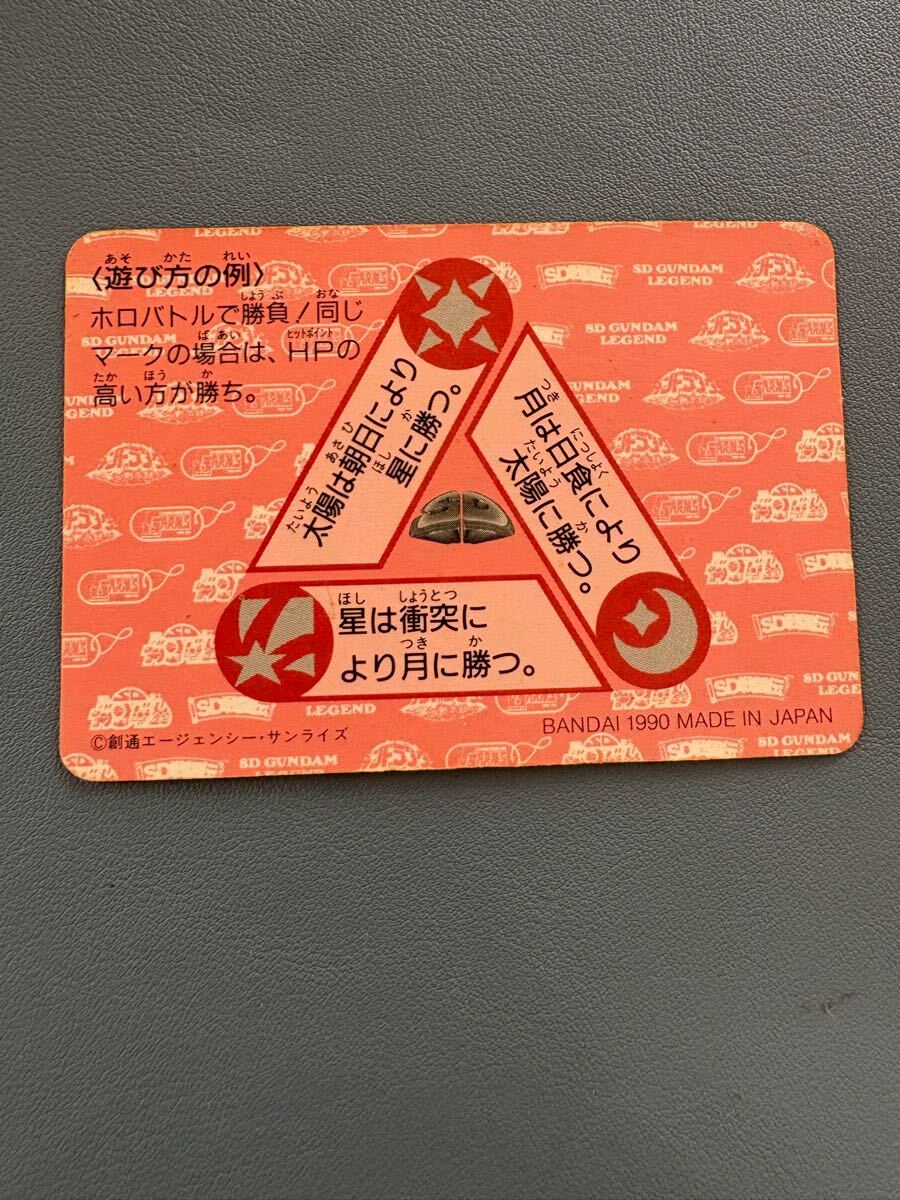 〈遊び方の例〉
ホロバトルで勝負！同じ
マークの場合は、HPの
高い方が勝ち。
太陽は朝日により
星に勝つ。
月は日食により
太陽に勝つ。
星は衝突に
より月に勝つ。
BANDAI 1990 MADE IN JAPAN
©創通エージェンシー・サンライズ
SD GUNDAM
LEGEND